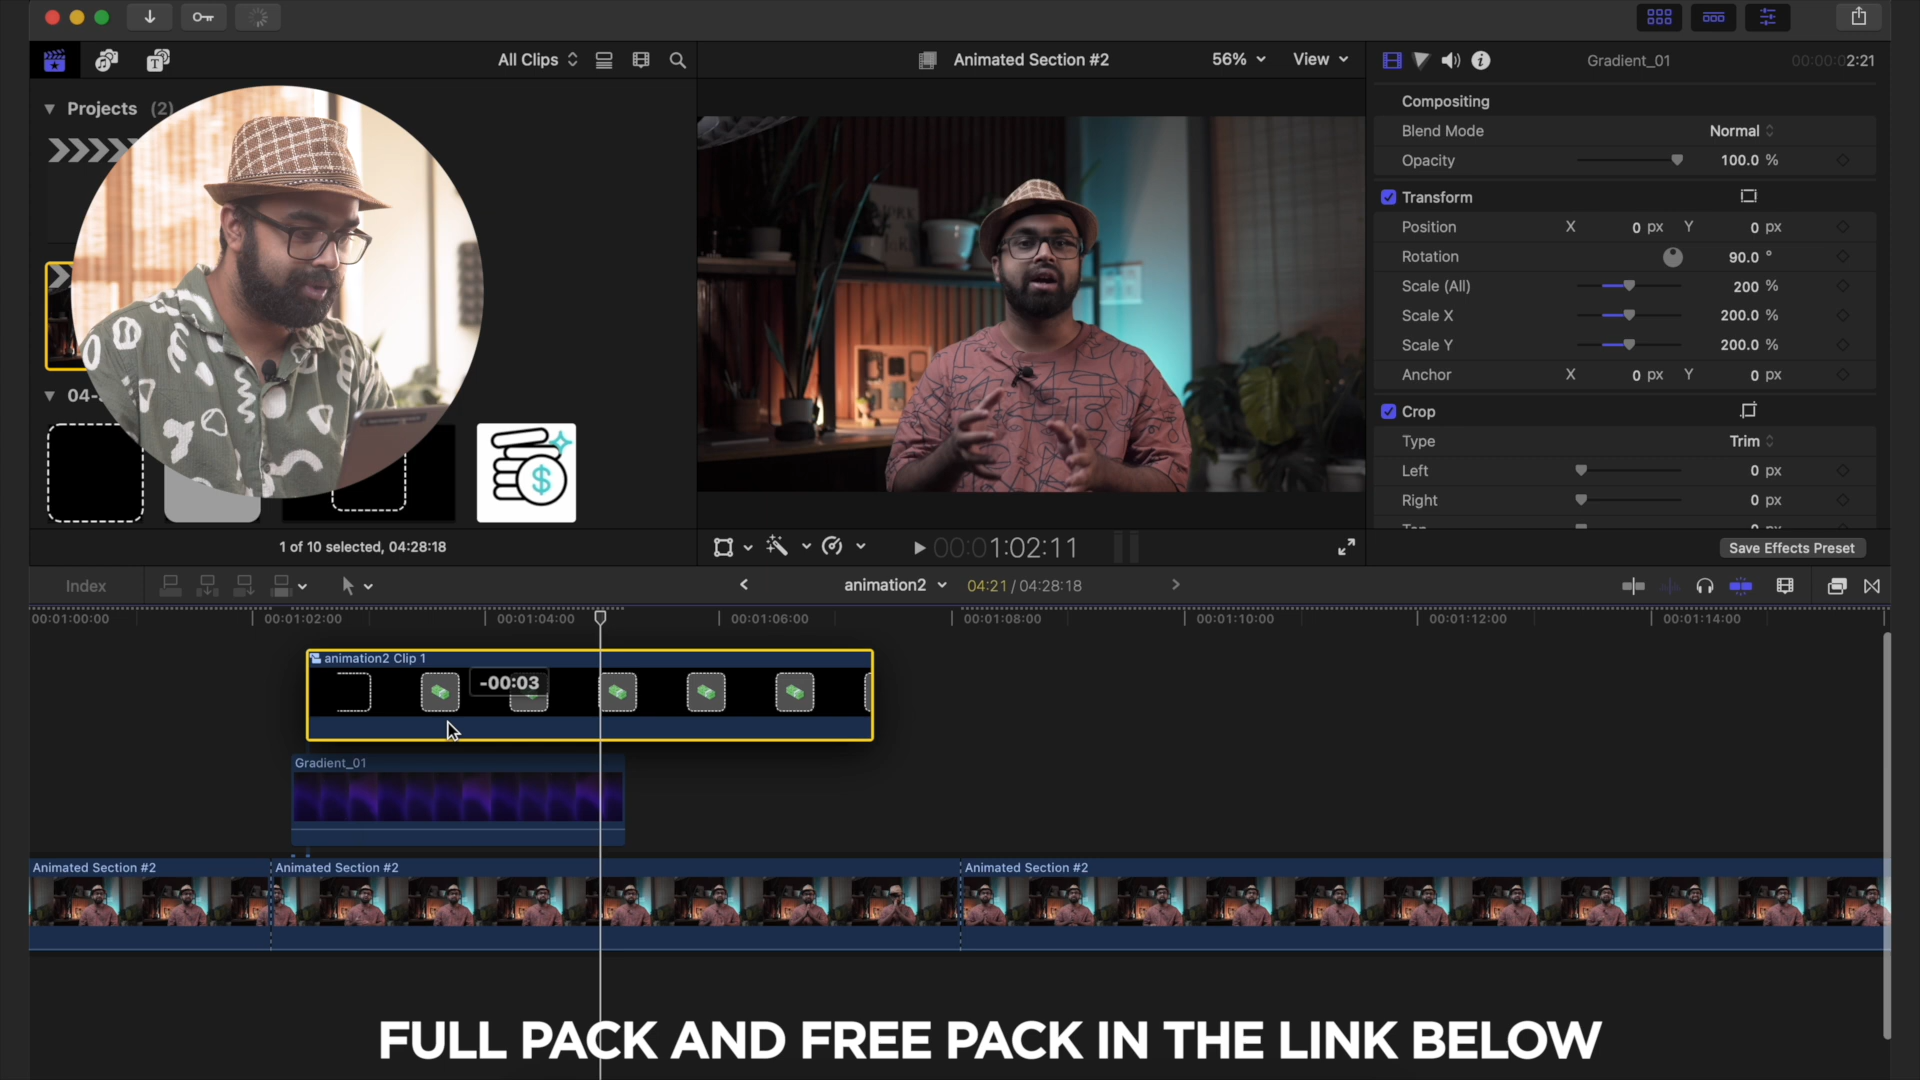 All Clips
Animated Section #2
56%
View
Gradient_01
00:00:02:21
Projects (2)
04-
1 of 10 selected, 04:28:18
Compositing
Blend Mode
Normal
Opacity
100.0 %
Transform
Position
X 0 px Y 0 px
Rotation
90.0 °
Scale (All)
200 %
Scale X
200.0 %
Scale Y
200.0 %
Anchor
X 0 px Y 0 px
Crop
Type
Trim
Left
0 px
Right
0 px
00:01:02:11
Save Effects Preset
Index
animation2
04:21 / 04:28:18
00:01:00:00
00:01:02:00
00:01:04:00
00:01:06:00
00:01:08:00
00:01:10:00
00:01:12:00
00:01:14:00
animation2 Clip 1
-00:03
Gradient_01
Animated Section #2
Animated Section #2
Animated Section #2
FULL PACK AND FREE PACK IN THE LINK BELOW